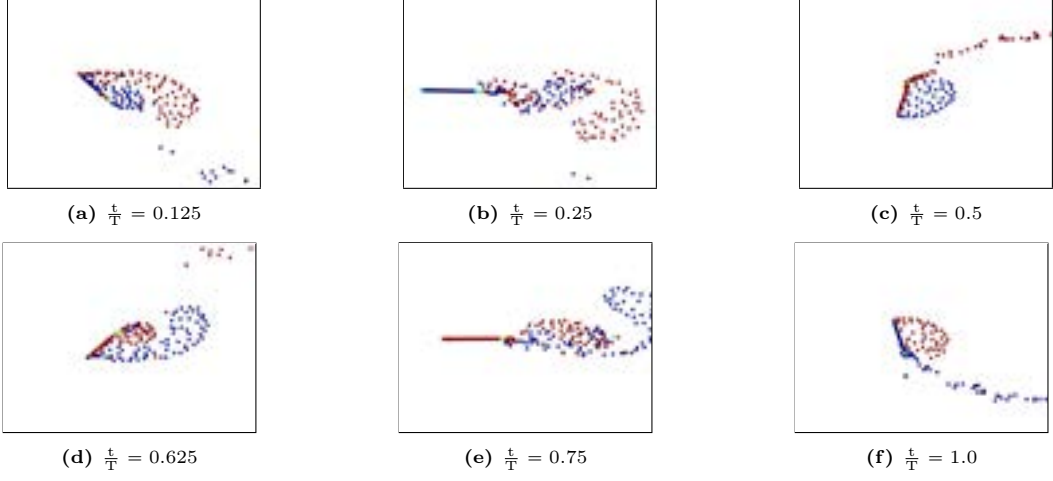 (a) t/T = 0.125
(b) t/T = 0.25
(c) t/T = 0.5
(d) t/T = 0.625
(e) t/T = 0.75
(f) t/T = 1.0